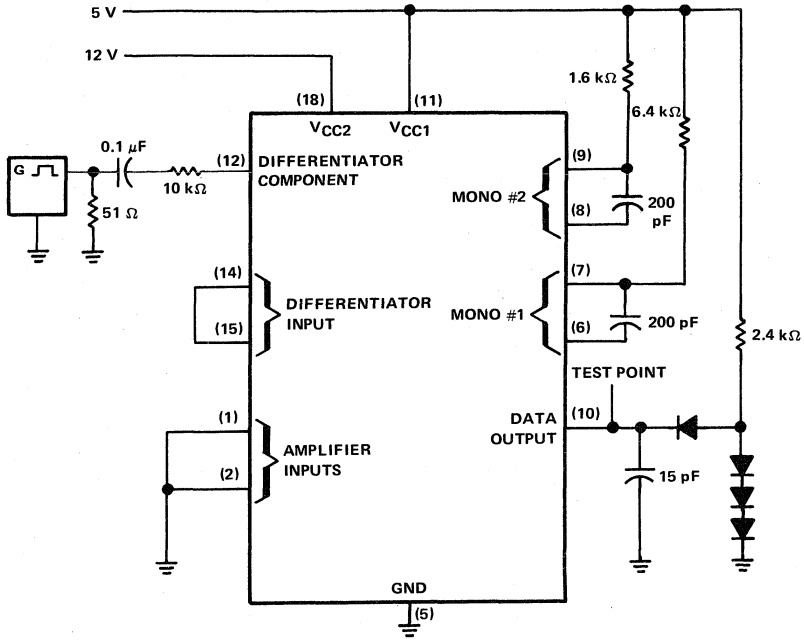 5 V
12 V
(18)
(11)
VCC2
VCC1
1.6 kΩ
6.4 kΩ
0.1 μF
(12)
DIFFERENTIATOR
COMPONENT
G
10 kΩ
51 Ω
(9)
MONO #2
(8)
200
pF
(14)
DIFFERENTIATOR
INPUT
(15)
(7)
MONO #1
(6)
200 pF
2.4 kΩ
TEST POINT
(1)
AMPLIFIER
INPUTS
(2)
DATA
OUTPUT
(10)
15 pF
GND
(5)